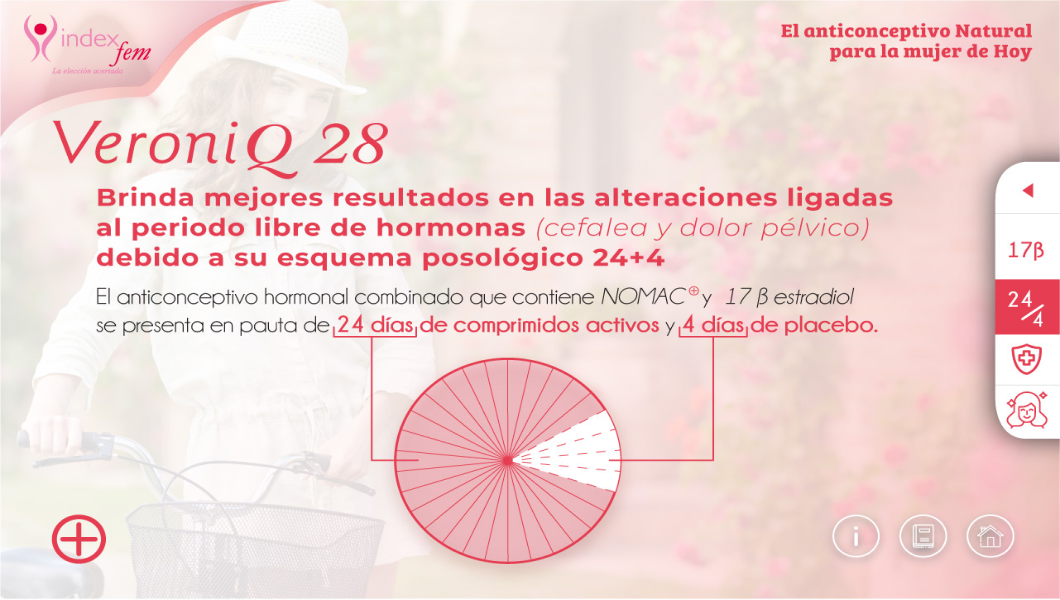 index
fem
La elección acertada
El anticonceptivo Natural
para la mujer de Hoy
VeroniQ 28
Brinda mejores resultados en las alteraciones ligadas
al periodo libre de hormonas (cefalea y dolor pélvico)
debido a su esquema posológico 24+4
El anticonceptivo hormonal combinado que contiene NOMAC⊕ y 17 β estradiol
se presenta en pauta de 24 días de comprimidos activos y 4 días de placebo.
17β
24/4
i